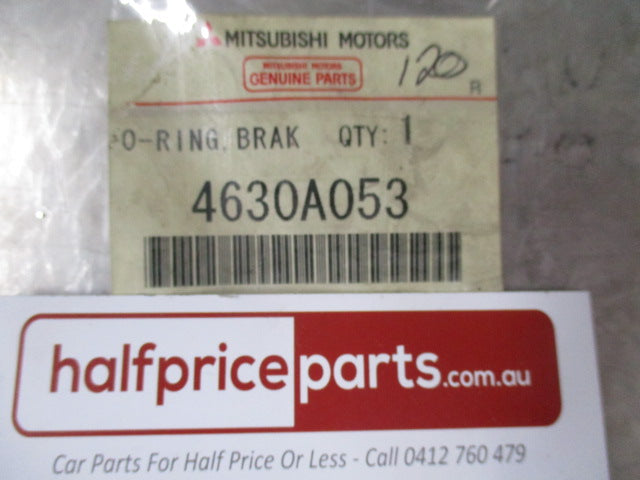 MITSUBISHI MOTORS
MITSUBISHI MOTORS
GENUINE PARTS
120
R
O-RING, BRAK QTY: 1
4630A053
halfpriceparts.com.au
Car Parts For Half Price Or Less - Call 0412 760 479